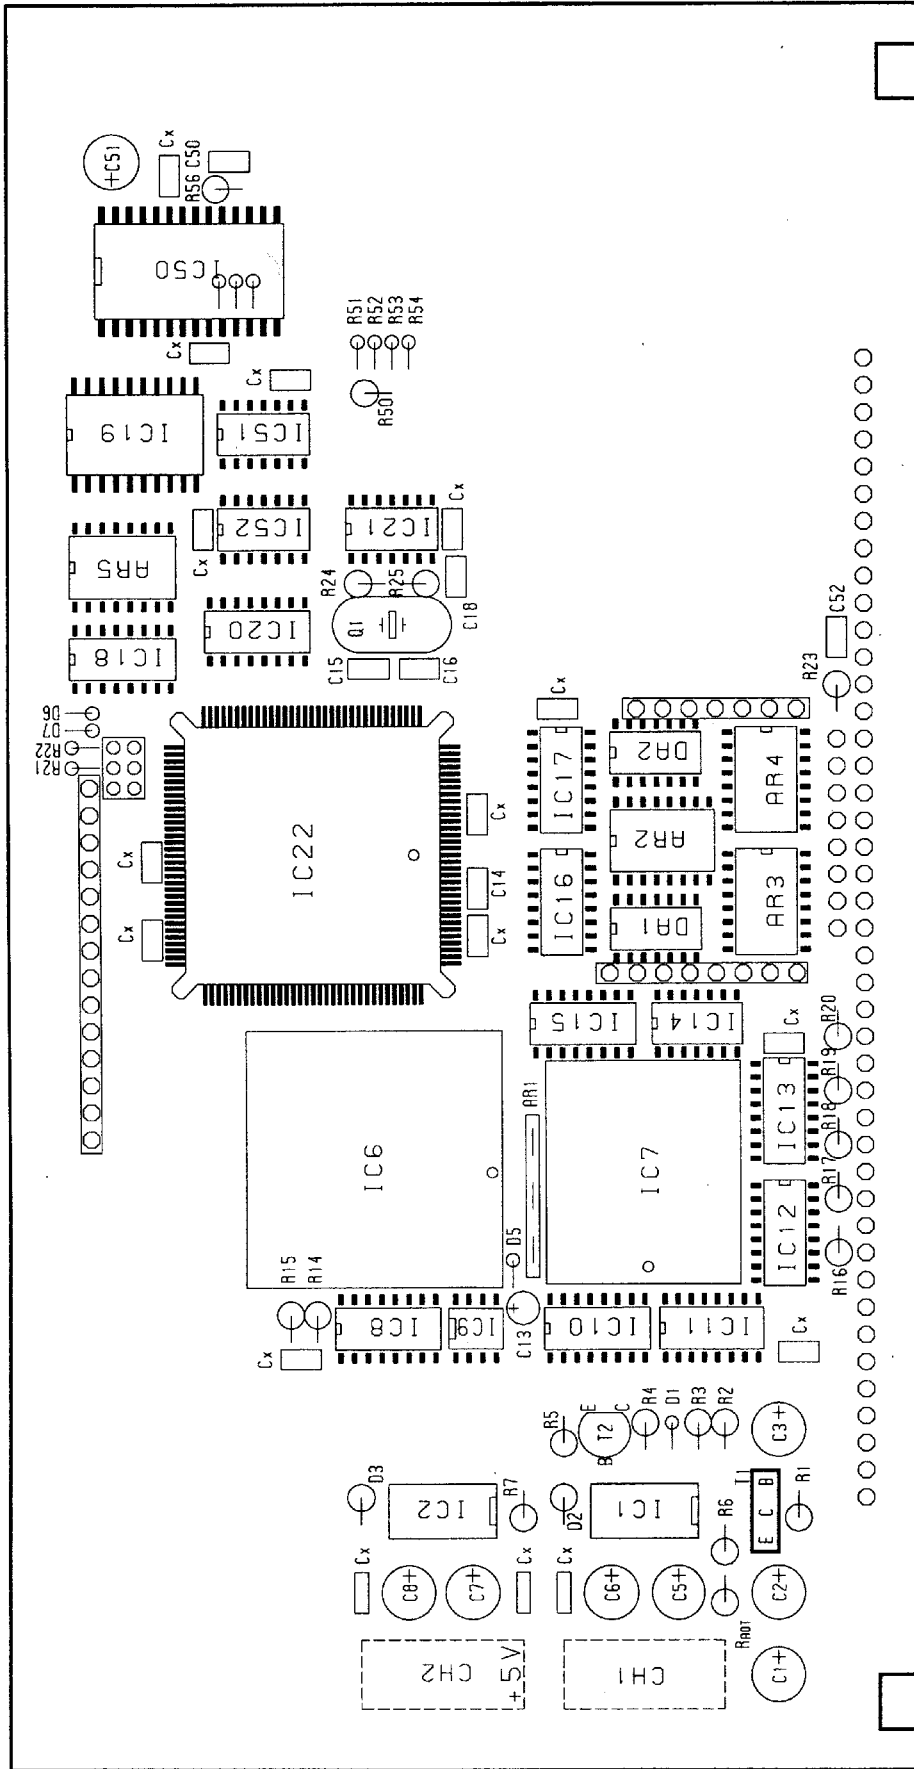 Cx
+C51
R56
C50
IC50
Cx
R51
R52
R53
R54
Cx
R50
IC19
IC51
Cx
IC52
IC21
Cx
AR5
R24
R25
C18
IC18
IC20
Q1
C15
C16
C52
R23
D6
D7
R22
R21
Cx
IC17
DA2
AR4
Cx
IC22
Cx
C14
AR2
Cx
Cx
IC16
DA1
AR3
IC15
IC14
Cx
R20
R19
AR1
IC13
R18
IC6
IC7
R17
IC12
R16
R15
R14
D5
IC8
IC9
C13
IC10
IC11
Cx
Cx
R5
E
C
T2
B
R4
D1
R3
R2
C3+
D3
IC2
R7
D2
IC1
R6
T1
E C B
R1
Cx
C8+
C7+
Cx
Cx
C6+
C5+
C2+
RADT
CH2
+5V
CH1
C1+